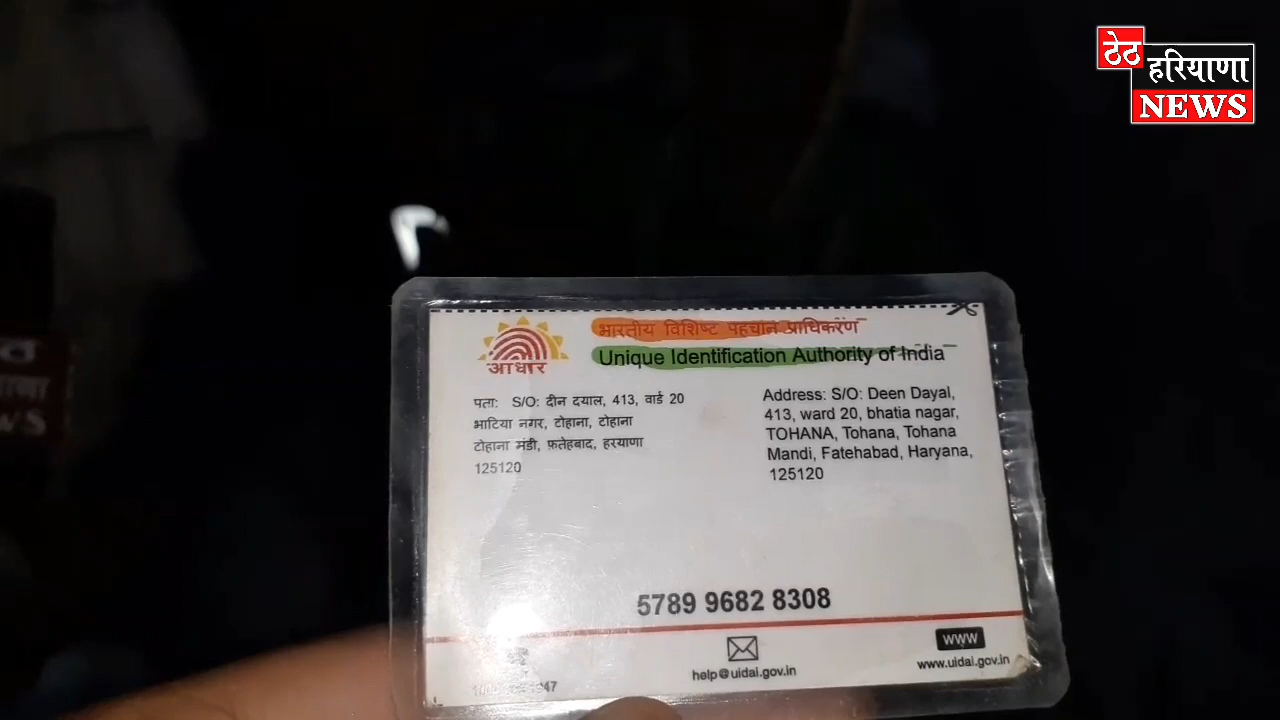 ठेठ
हरियाणा
NEWS
भारतीय विशिष्ट पहचान प्राधिकरण
Unique Identification Authority of India
आधार
पता: S/O: दीन दयाल, 413, वार्ड 20
भाटिया नगर, टोहाना, टोहाना
टोहाना मंडी, फ़तेहबाद, हरयाणा
125120
Address: S/O: Deen Dayal,
413, ward 20, bhatia nagar,
TOHANA, Tohana, Tohana
Mandi, Fatehabad, Haryana,
125120
5789 9682 8308
help@uidai.gov.in
www
www.uidai.gov.in